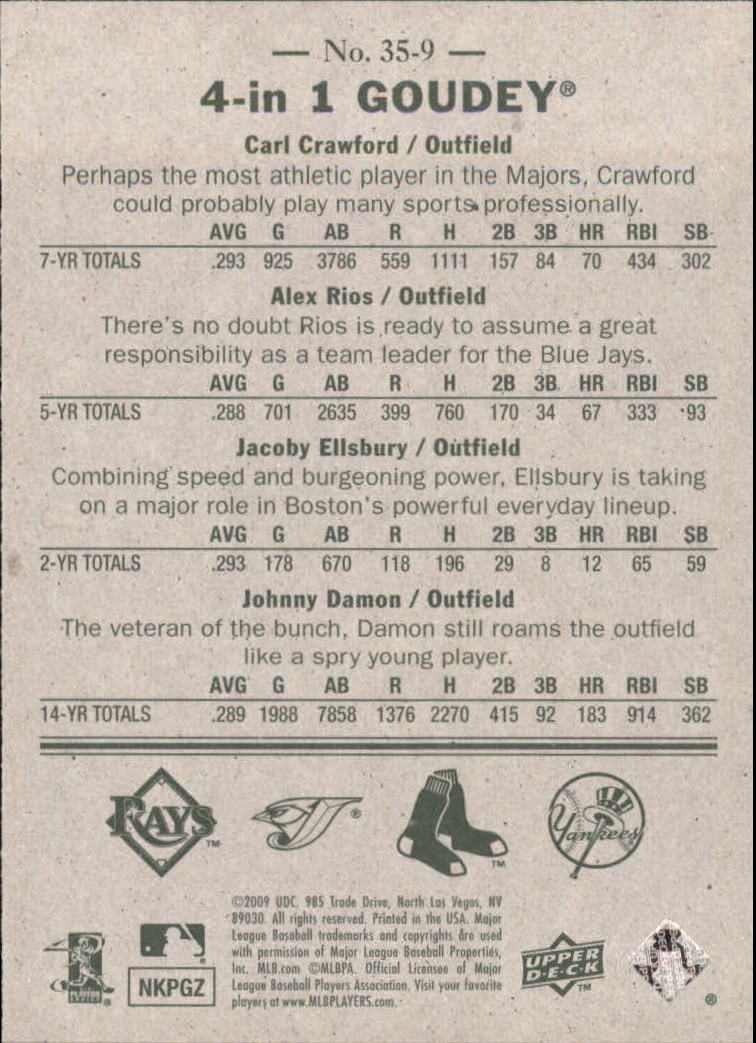 — No. 35-9 —
4-in 1 GOUDEY®
Carl Crawford / Outfield
Perhaps the most athletic player in the Majors, Crawford
could probably play many sports professionally.
AVG G AB R H 2B 3B HR RBI SB
7-YR TOTALS .293 925 3786 559 1111 157 84 70 434 302
Alex Rios / Outfield
There's no doubt Rios is ready to assume a great
responsibility as a team leader for the Blue Jays.
AVG G AB R H 2B 3B HR RBI SB
5-YR TOTALS .288 701 2635 399 760 170 34 67 333 93
Jacoby Ellsbury / Outfield
Combining speed and burgeoning power, Ellsbury is taking
on a major role in Boston's powerful everyday lineup.
AVG G AB R H 2B 3B HR RBI SB
2-YR TOTALS .293 178 670 118 196 29 8 12 65 59
Johnny Damon / Outfield
The veteran of the bunch, Damon still roams the outfield
like a spry young player.
AVG G AB R H 2B 3B HR RBI SB
14-YR TOTALS .289 1988 7858 1376 2270 415 92 183 914 362
RAYS™ ® ™ Yankees ®
©2009 UDC. 985 Trade Drive, North Las Vegas, NV
89030. All rights reserved. Printed in the USA. Major
League Baseball trademarks and copyrights are used
with permission of Major League Baseball Properties,
Inc. MLB.com ©MLBPA. Official Licensee of Major
League Baseball Players Association. Visit your favorite
players at www.MLBPLAYERS.com.
NKPGZ
UPPER
D·E·C·K
™
®